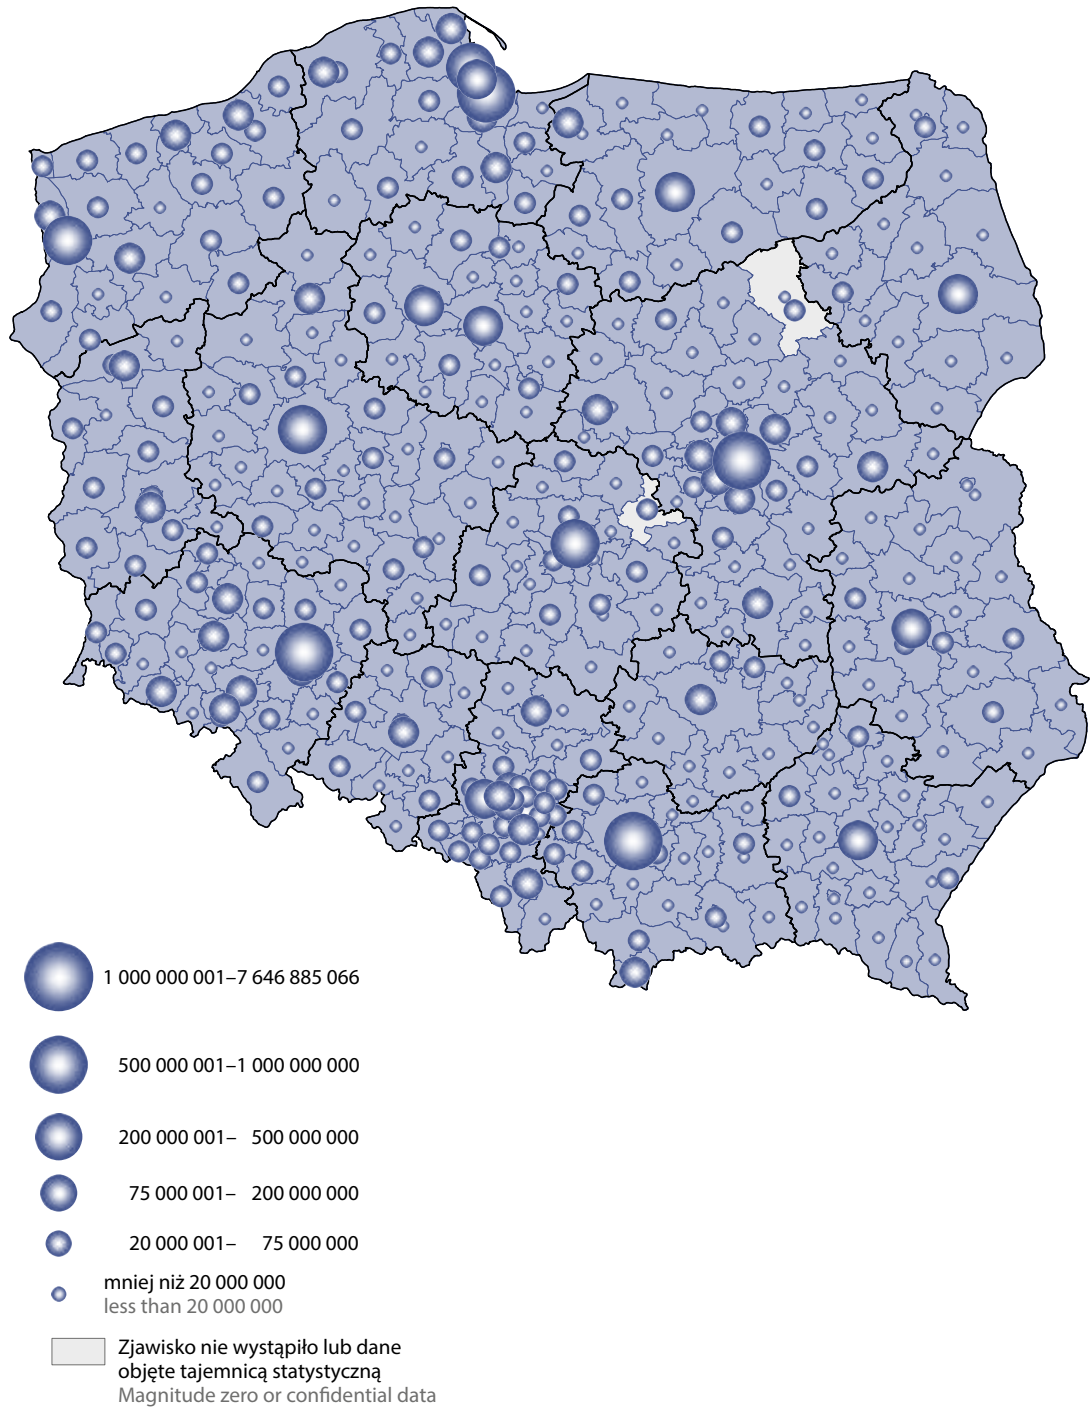 1 000 000 001–7 646 885 066
500 000 001–1 000 000 000
200 000 001– 500 000 000
75 000 001– 200 000 000
20 000 001– 75 000 000
mniej niż 20 000 000
less than 20 000 000
Zjawisko nie wystąpiło lub dane
objęte tajemnicą statystyczną
Magnitude zero or confidential data